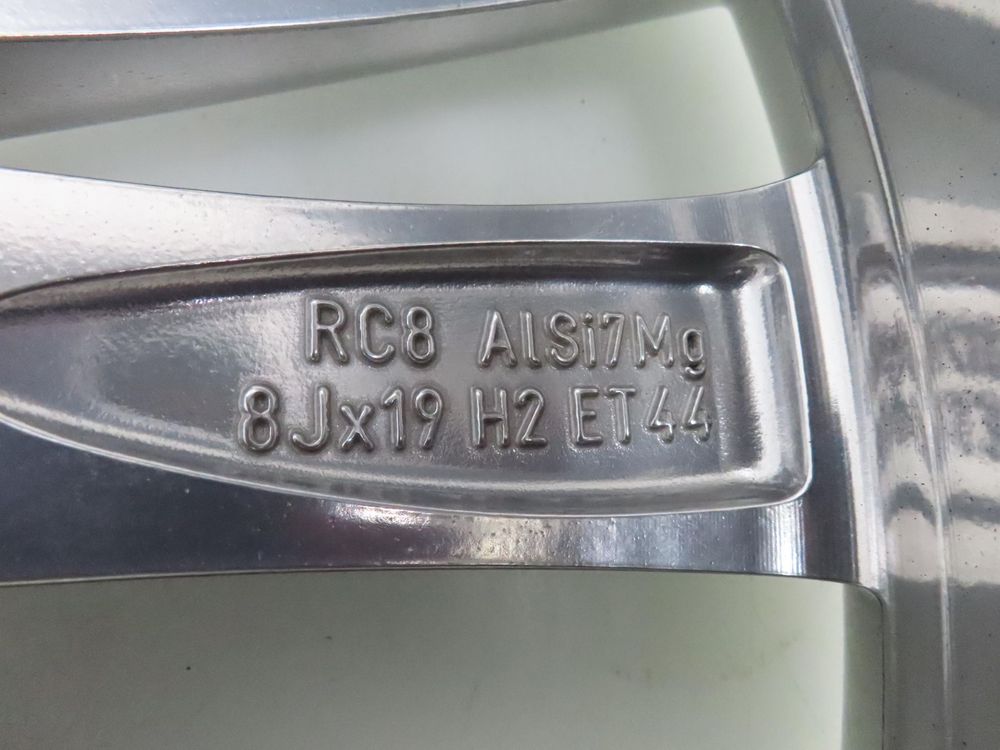 RC8 AlSi7Mg
8Jx19 H2 ET44